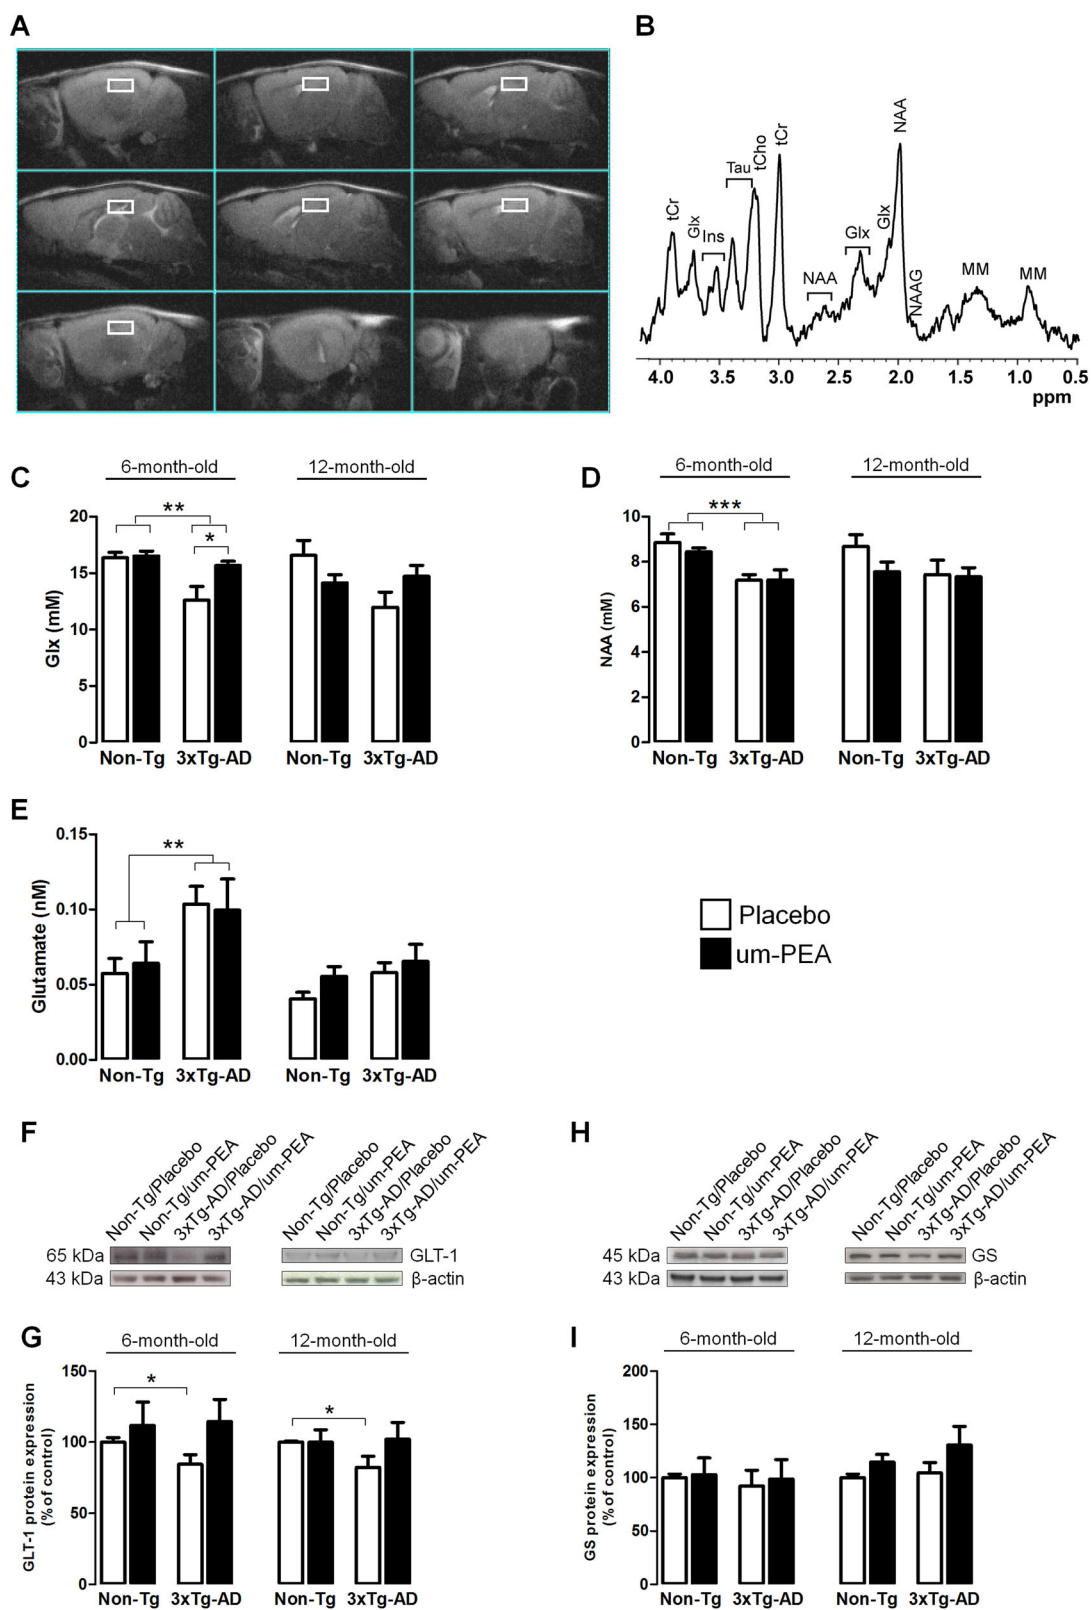 A
B
NAA
tCho
tCr
Tau
tCr
Glx
Glx
Glx
Ins
NAA
NAAG
MM
MM
4.0 3.5 3.0 2.5 2.0 1.5 1.0 0.5
ppm
C
6-month-old
12-month-old
**
*
20
15
10
5
0
Glx (mM)
Non-Tg 3xTg-AD Non-Tg 3xTg-AD
D
6-month-old
12-month-old
***
10
8
6
4
2
0
NAA (mM)
Non-Tg 3xTg-AD Non-Tg 3xTg-AD
E
**
0.15
0.10
0.05
0.00
Glutamate (nM)
Non-Tg 3xTg-AD Non-Tg 3xTg-AD
Placebo
um-PEA
F
Non-Tg/Placebo
Non-Tg/um-PEA
3xTg-AD/Placebo
3xTg-AD/um-PEA
Non-Tg/Placebo
Non-Tg/um-PEA
3xTg-AD/Placebo
3xTg-AD/um-PEA
65 kDa
GLT-1
43 kDa
β-actin
H
Non-Tg/Placebo
Non-Tg/um-PEA
3xTg-AD/Placebo
3xTg-AD/um-PEA
Non-Tg/Placebo
Non-Tg/um-PEA
3xTg-AD/Placebo
3xTg-AD/um-PEA
45 kDa
GS
43 kDa
β-actin
G
6-month-old
12-month-old
*
*
150
100
50
0
GLT-1 protein expression
(% of control)
Non-Tg 3xTg-AD Non-Tg 3xTg-AD
I
6-month-old
12-month-old
200
150
100
50
0
GS protein expression
(% of control)
Non-Tg 3xTg-AD Non-Tg 3xTg-AD